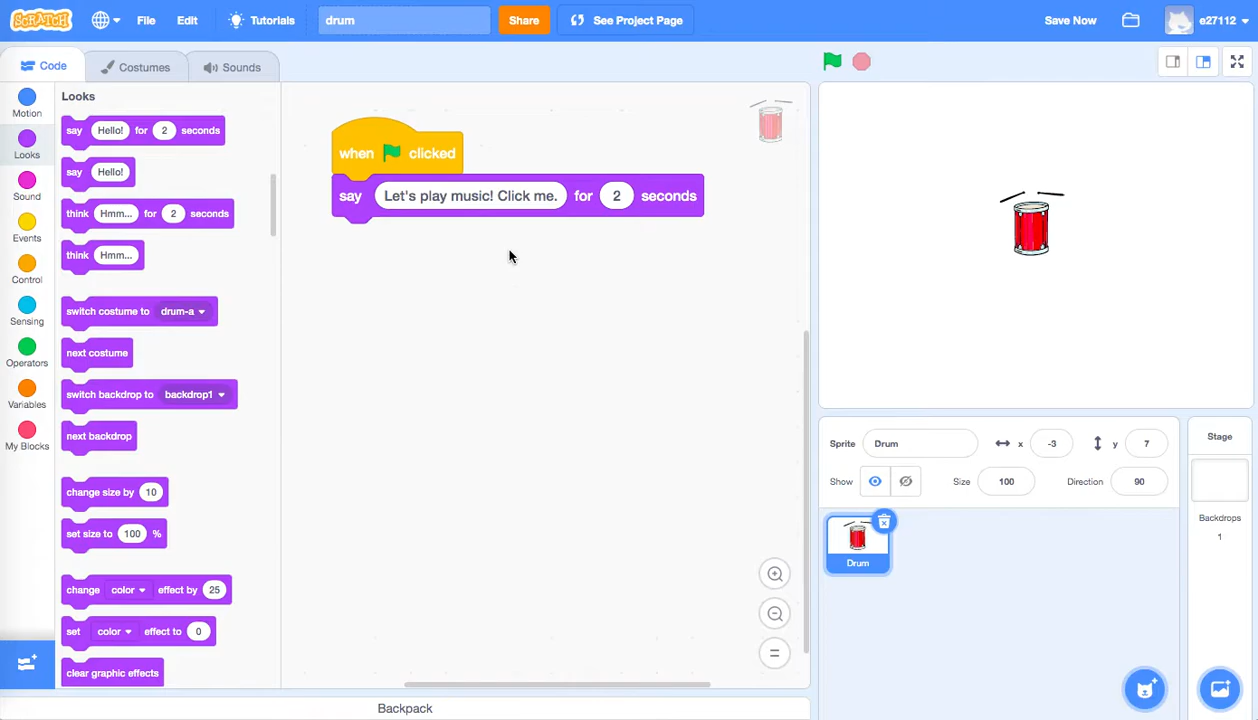 SCRATCH File Edit Tutorials drum Share See Project Page Save Now e27112
Code Costumes Sounds
Motion
Looks
Sound
Events
Control
Sensing
Operators
Variables
My Blocks
Looks
say Hello! for 2 seconds
say Hello!
think Hmm... for 2 seconds
think Hmm...
switch costume to drum-a
next costume
switch backdrop to backdrop1
next backdrop
change size by 10
set size to 100 %
change color effect by 25
set color effect to 0
clear graphic effects
when clicked
say Let's play music! Click me. for 2 seconds
Backpack
Sprite Drum x -3 y 7
Show Size 100 Direction 90
Drum
Stage
Backdrops
1